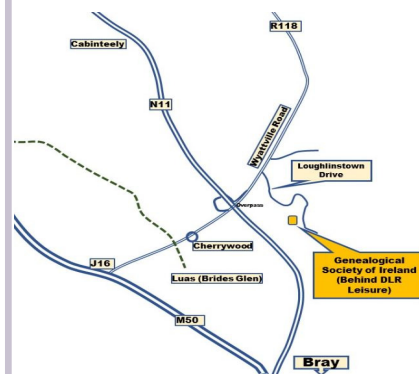 R118
Cabinteely
N11
Wyattville Road
Loughlinstown
Drive
Overpass
Cherrywood
Genealogical
Society of Ireland
(Behind DLR
Leisure)
J16
Luas (Brides Glen)
M50
Bray